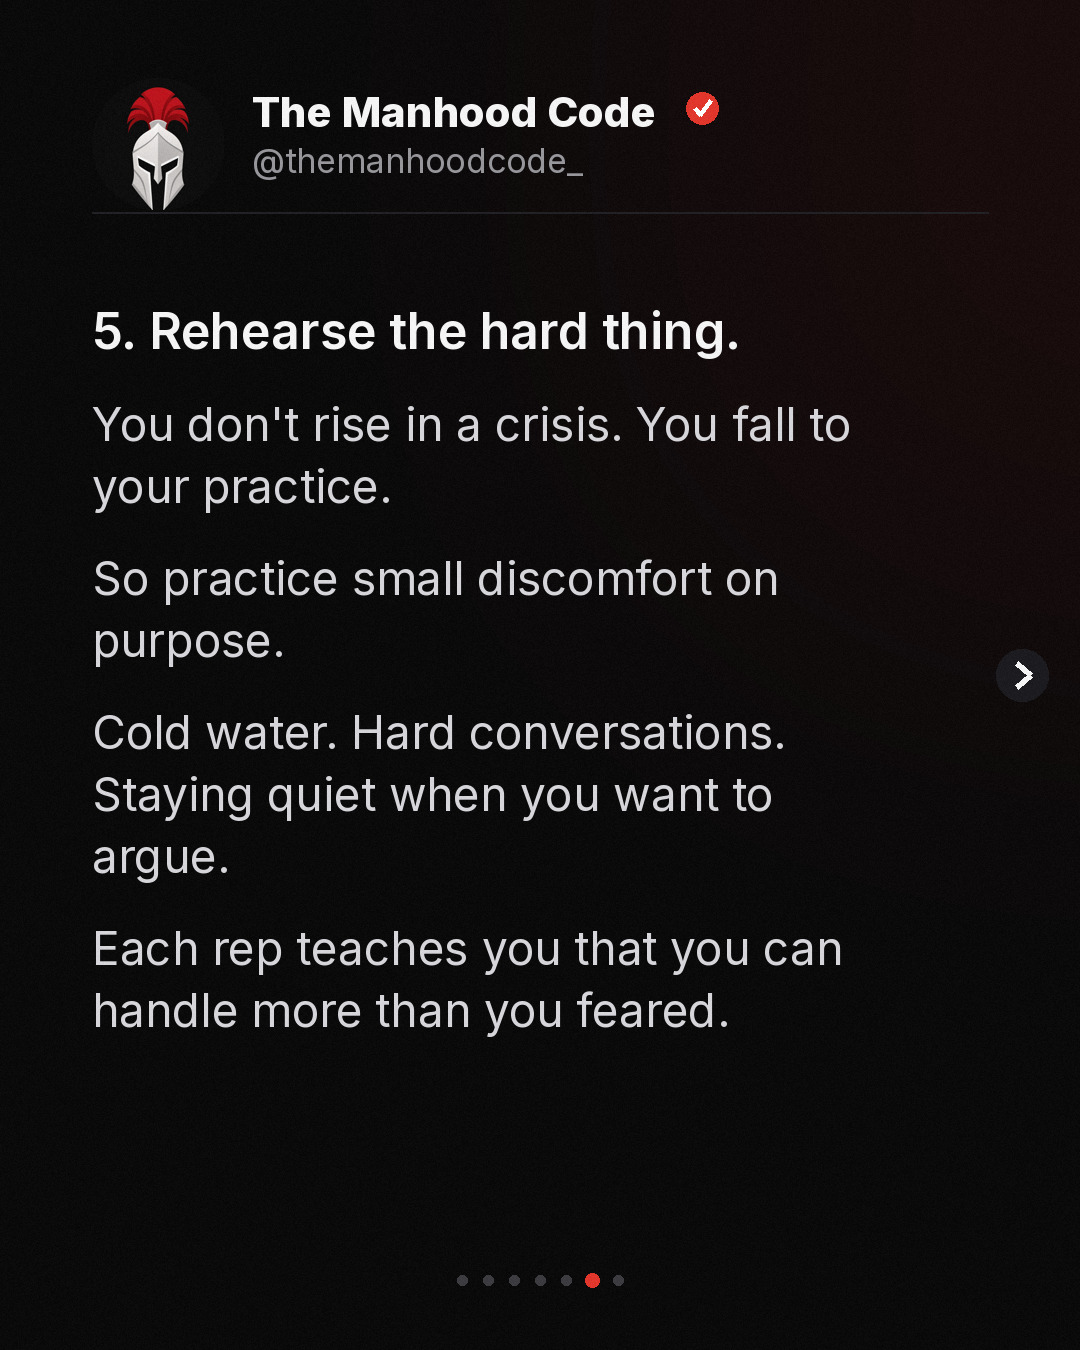 The Manhood Code
@themanhoodcode_
5. Rehearse the hard thing.
You don't rise in a crisis. You fall to
your practice.
So practice small discomfort on
purpose.
Cold water. Hard conversations.
Staying quiet when you want to
argue.
Each rep teaches you that you can
handle more than you feared.